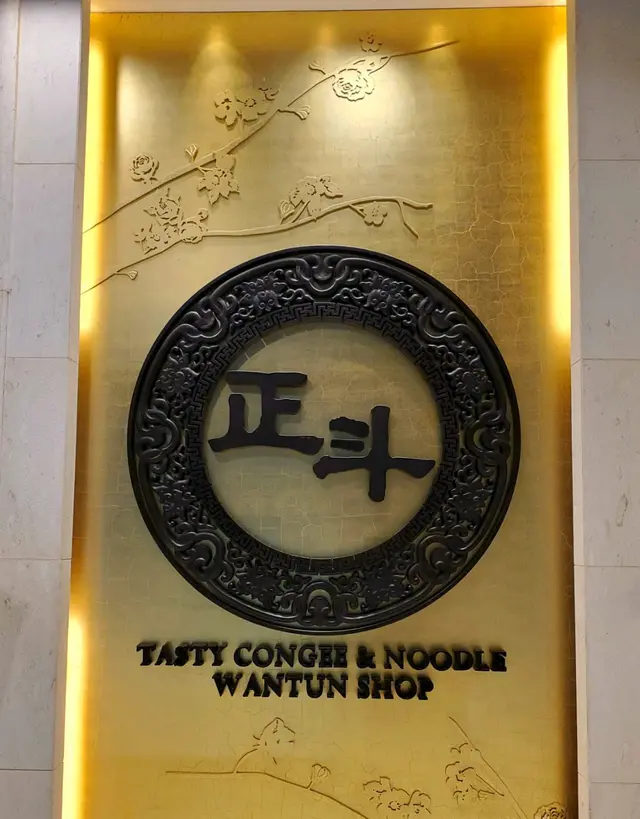 正斗
TASTY CONGEE & NOODLE
WANTUN SHOP